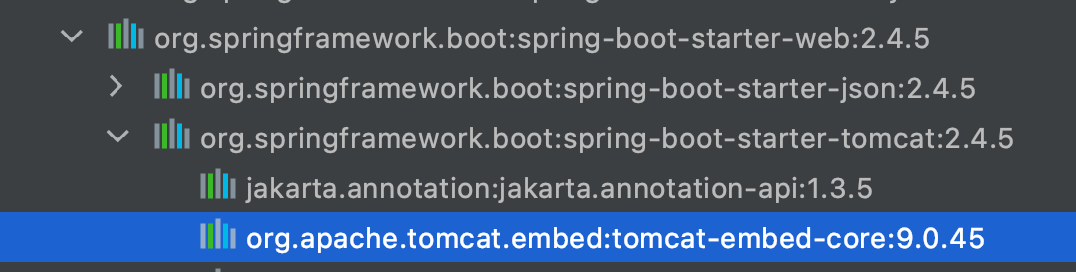 org.springframework.boot:spring-boot-starter-web:2.4.5
org.springframework.boot:spring-boot-starter-json:2.4.5
org.springframework.boot:spring-boot-starter-tomcat:2.4.5
jakarta.annotation:jakarta.annotation-api:1.3.5
org.apache.tomcat.embed:tomcat-embed-core:9.0.45